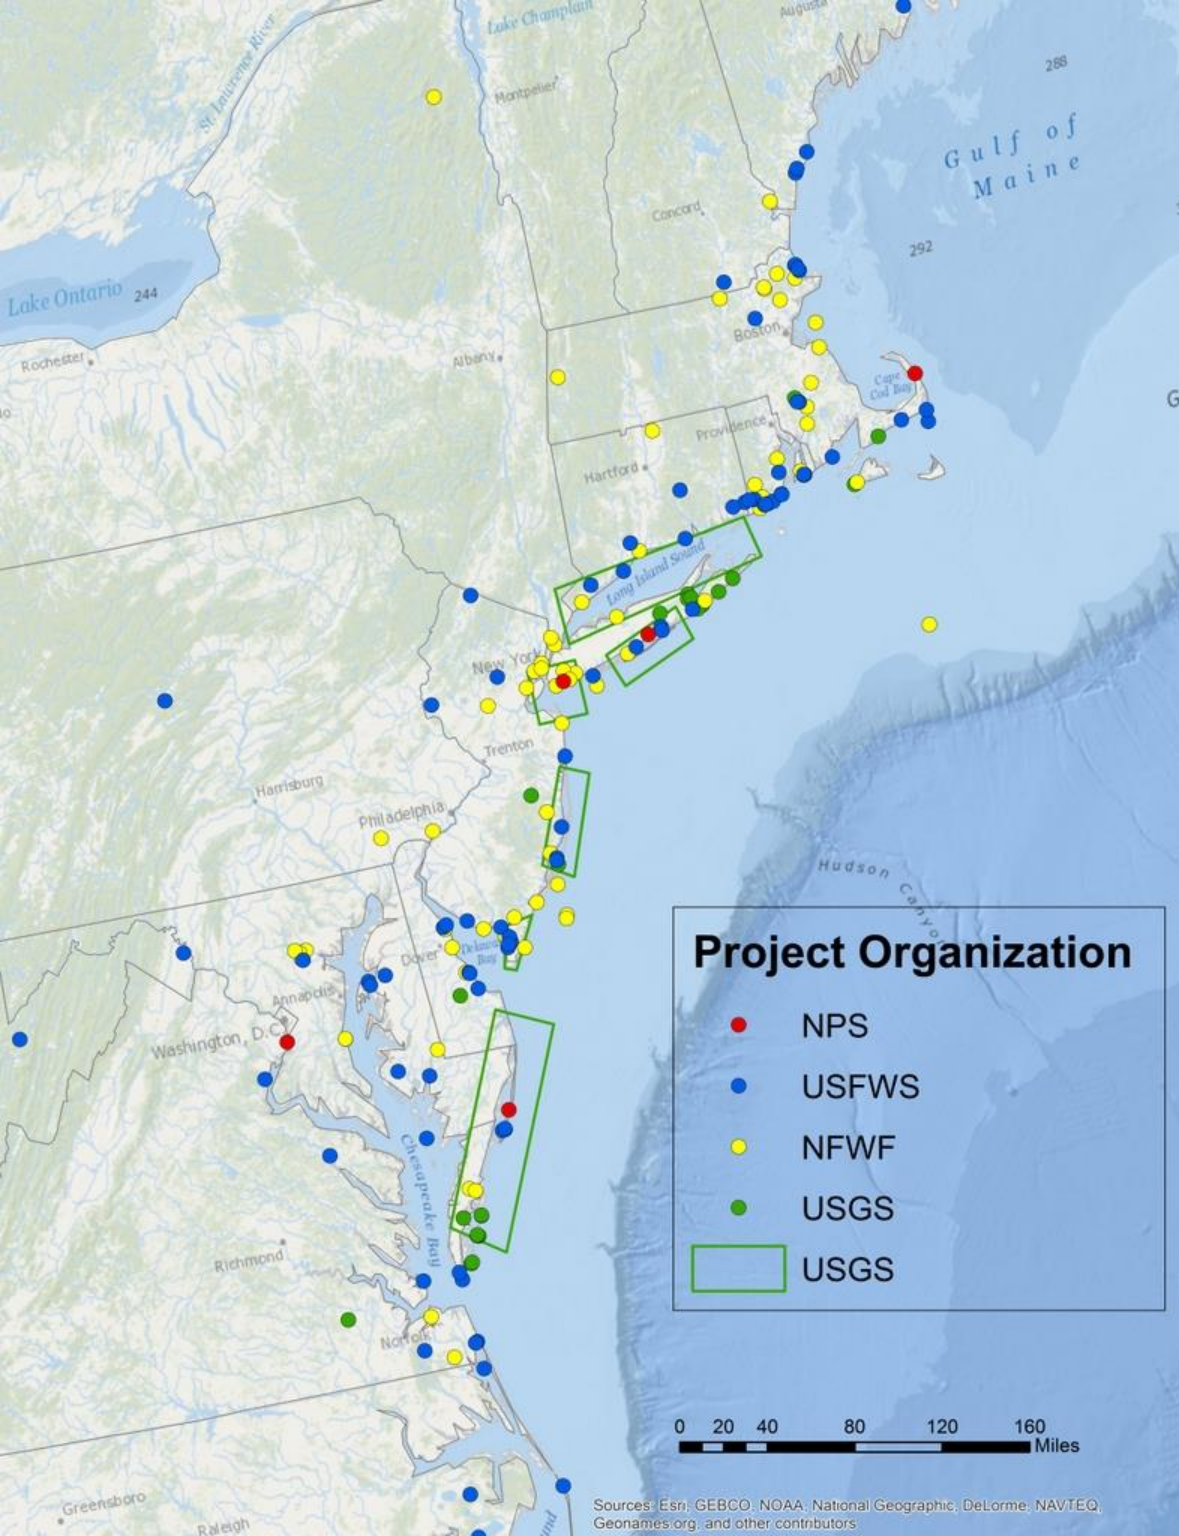 Lake Champlain
Augusta
St. Lawrence River
Montpelier
288
Gulf of
Maine
Concord
292
Lake Ontario 244
Boston
Rochester
Albany
Cape
Cod Bay
G
Providence
Hartford
Long Island Sound
New York
Trenton
Harrisburg
Philadelphia
Hudson Canyon
Dover
Delaware
Bay
Annapolis
Washington, D.C.
Project Organization
NPS
USFWS
NFWF
USGS
USGS
Chesapeake Bay
Richmond
Norfolk
0 20 40 80 120 160
Miles
Greensboro
Raleigh
Sources: Esri, GEBCO, NOAA, National Geographic, DeLorme, NAVTEQ,
Geonames.org, and other contributors